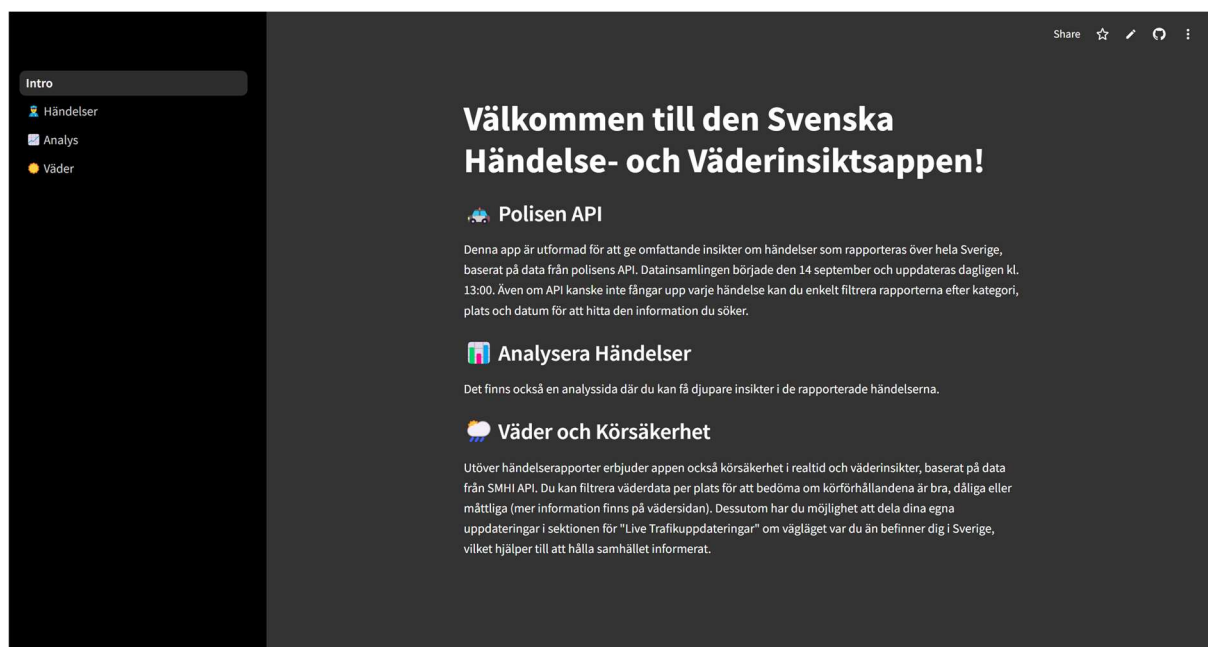 Share
Intro
Händelser
Analys
Väder
Välkommen till den Svenska
Händelse- och Väderinsiktsappen!
Polisen API
Denna app är utformad för att ge omfattande insikter om händelser som rapporteras över hela Sverige,
baserat på data från polisens API. Datainsamlingen började den 14 september och uppdateras dagligen kl.
13:00. Även om API kanske inte fångar upp varje händelse kan du enkelt filtrera rapporterna efter kategori,
plats och datum för att hitta den information du söker.
Analysera Händelser
Det finns också en analyssida där du kan få djupare insikter i de rapporterade händelserna.
Väder och Körsäkerhet
Utöver händelserapporter erbjuder appen också körsäkerhet i realtid och väderinsikter, baserat på data
från SMHI API. Du kan filtrera väderdata per plats för att bedöma om körförhållandena är bra, dåliga eller
måttliga (mer information finns på vädersidan). Dessutom har du möjlighet att dela dina egna
uppdateringar i sektionen för "Live Trafikuppdateringar" om vägläget var du än befinner dig i Sverige,
vilket hjälper till att hålla samhället informerat.